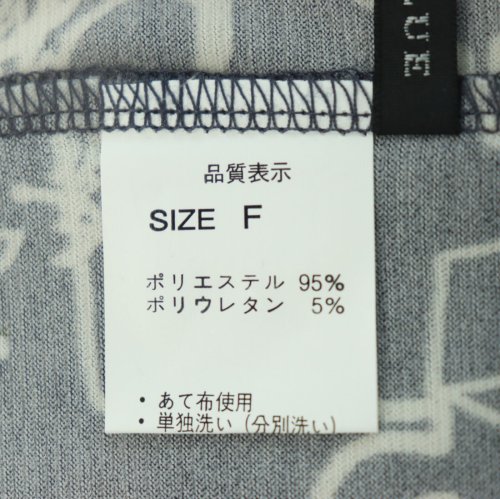 品質表示
SIZE F
ポリエステル 95%
ポリウレタン 5%
・あて布使用
・単独洗い(分別洗い)